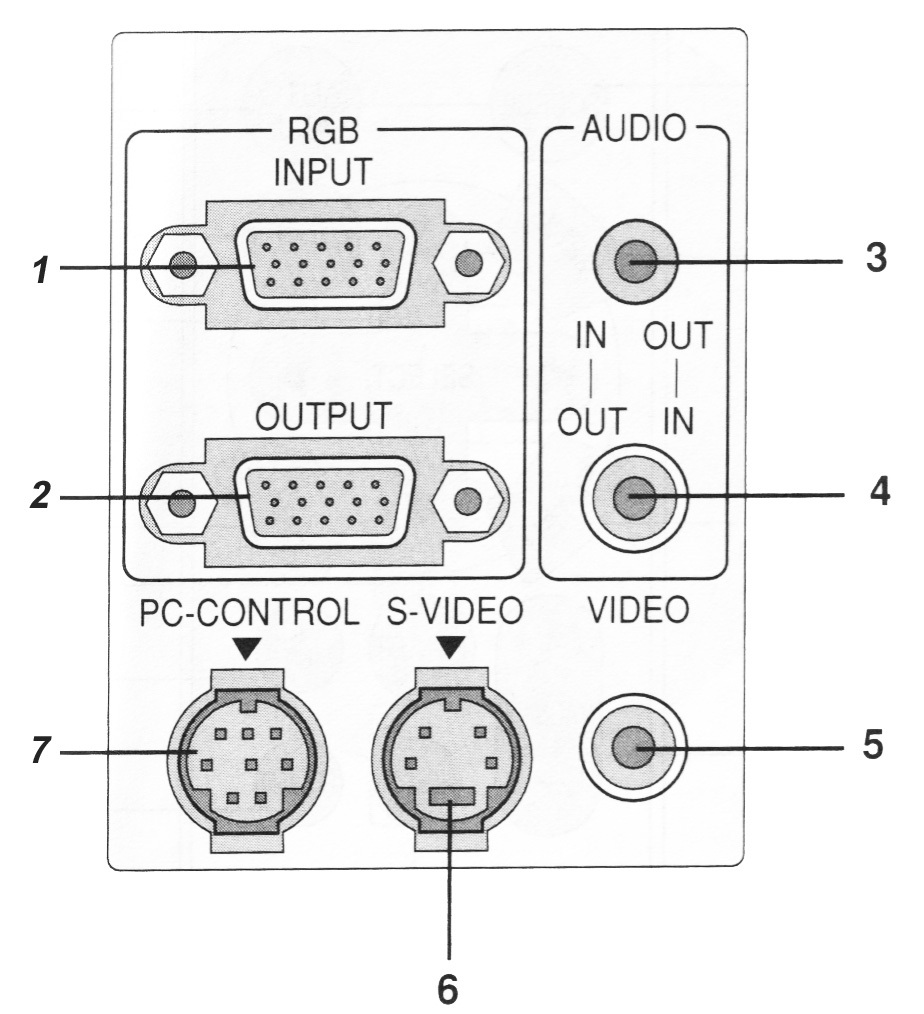 RGB
INPUT
AUDIO
1
3
IN OUT
OUTPUT
OUT IN
2
4
PC-CONTROL
S-VIDEO
VIDEO
7
5
6